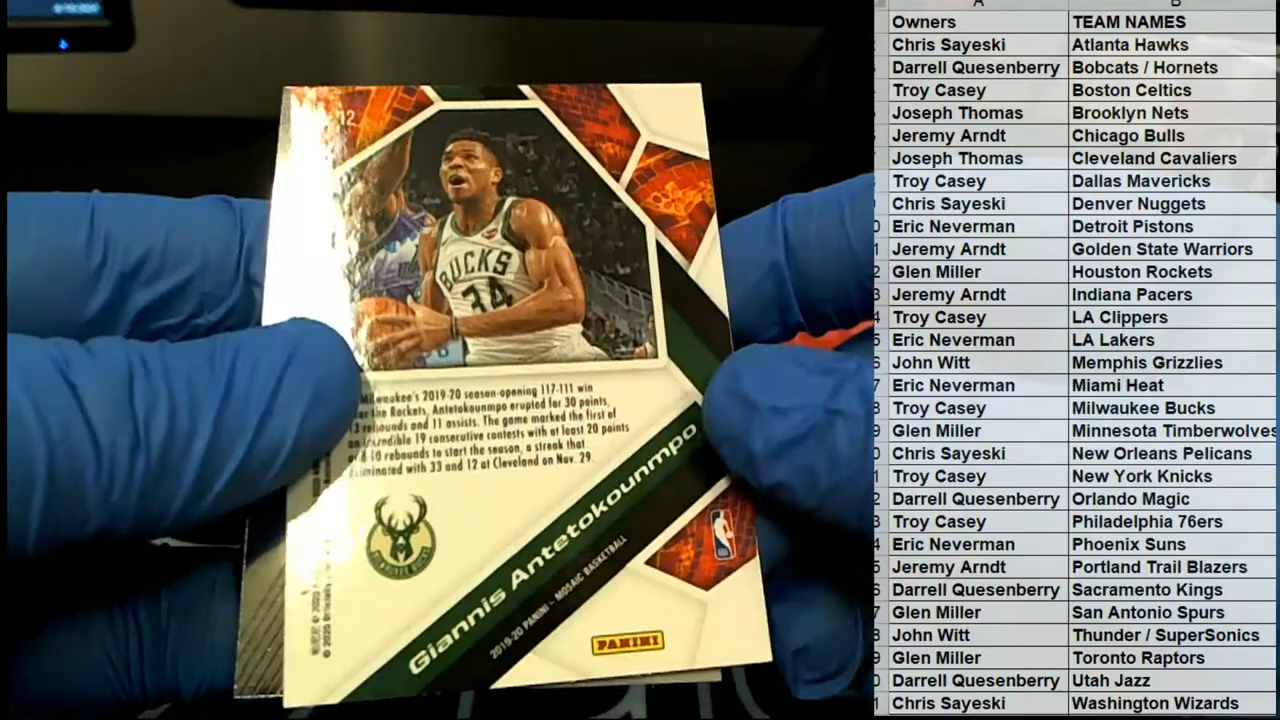 12
BUCKS
34
Milwaukee's 2019-20 season-opening 117-111 win
the Rockets, Antetokounmpo erupted for 30 points,
13 rebounds and 11 assists. The game marked the first of
an incredible 19 consecutive contests with at least 20 points
10 rebounds to start the season, a streak that
with 33 and 12 at Cleveland on Nov. 29.
Giannis Antetokounmpo
2019-20 PANINI - MOSAIC BASKETBALL
PANINI
A B
Owners TEAM NAMES
Chris Sayeski Atlanta Hawks
Darrell Quesenberry Bobcats / Hornets
Troy Casey Boston Celtics
Joseph Thomas Brooklyn Nets
Jeremy Arndt Chicago Bulls
Joseph Thomas Cleveland Cavaliers
Troy Casey Dallas Mavericks
Chris Sayeski Denver Nuggets
Eric Neverman Detroit Pistons
Jeremy Arndt Golden State Warriors
Glen Miller Houston Rockets
Jeremy Arndt Indiana Pacers
Troy Casey LA Clippers
Eric Neverman LA Lakers
John Witt Memphis Grizzlies
Eric Neverman Miami Heat
Troy Casey Milwaukee Bucks
Glen Miller Minnesota Timberwolves
Chris Sayeski New Orleans Pelicans
Troy Casey New York Knicks
Darrell Quesenberry Orlando Magic
Troy Casey Philadelphia 76ers
Eric Neverman Phoenix Suns
Jeremy Arndt Portland Trail Blazers
Darrell Quesenberry Sacramento Kings
Glen Miller San Antonio Spurs
John Witt Thunder / SuperSonics
Glen Miller Toronto Raptors
Darrell Quesenberry Utah Jazz
Chris Sayeski Washington Wizards